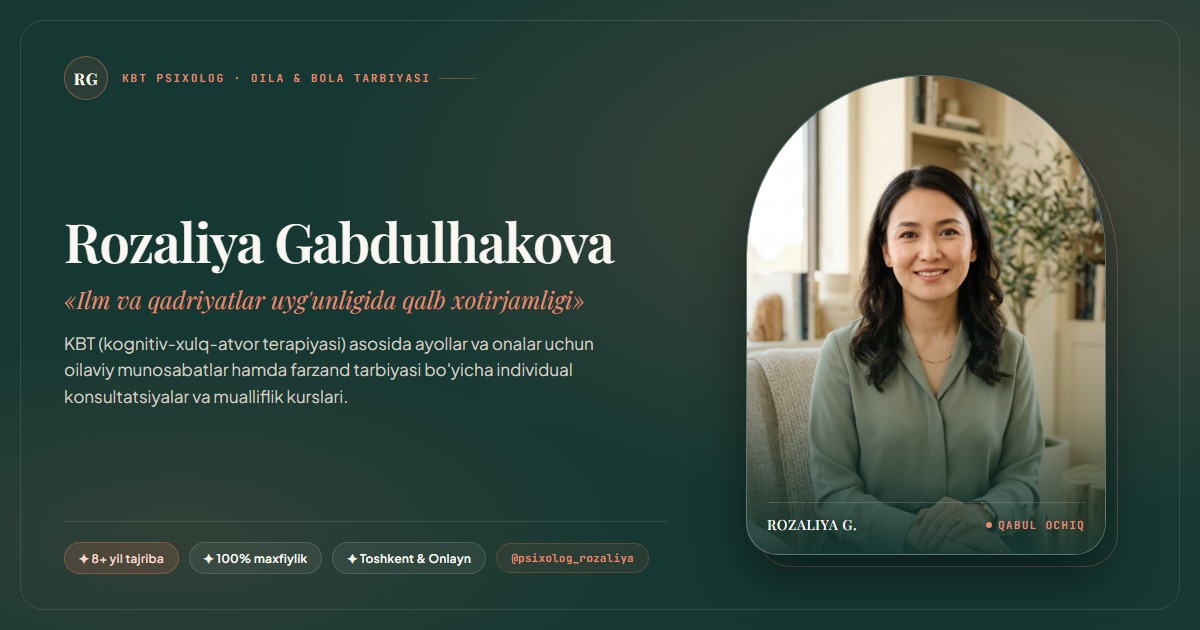 RG
KBT PSIXOLOG · OILA & BOLA TARBIYASI
Rozaliya Gabdulhakova
«Ilm va qadriyatlar uyg'unligida qalb xotirjamligi»
KBT (kognitiv-xulq-atvor terapiyasi) asosida ayollar va onalar uchun
oilaviy munosabatlar hamda farzand tarbiyasi bo'yicha individual
konsultatsiyalar va mualliflik kurslari.
✦ 8+ yil tajriba
✦ 100% maxfiylik
✦ Toshkent & Onlayn
@psixolog_rozaliya
ROZALIYA G.
QABUL OCHIQ